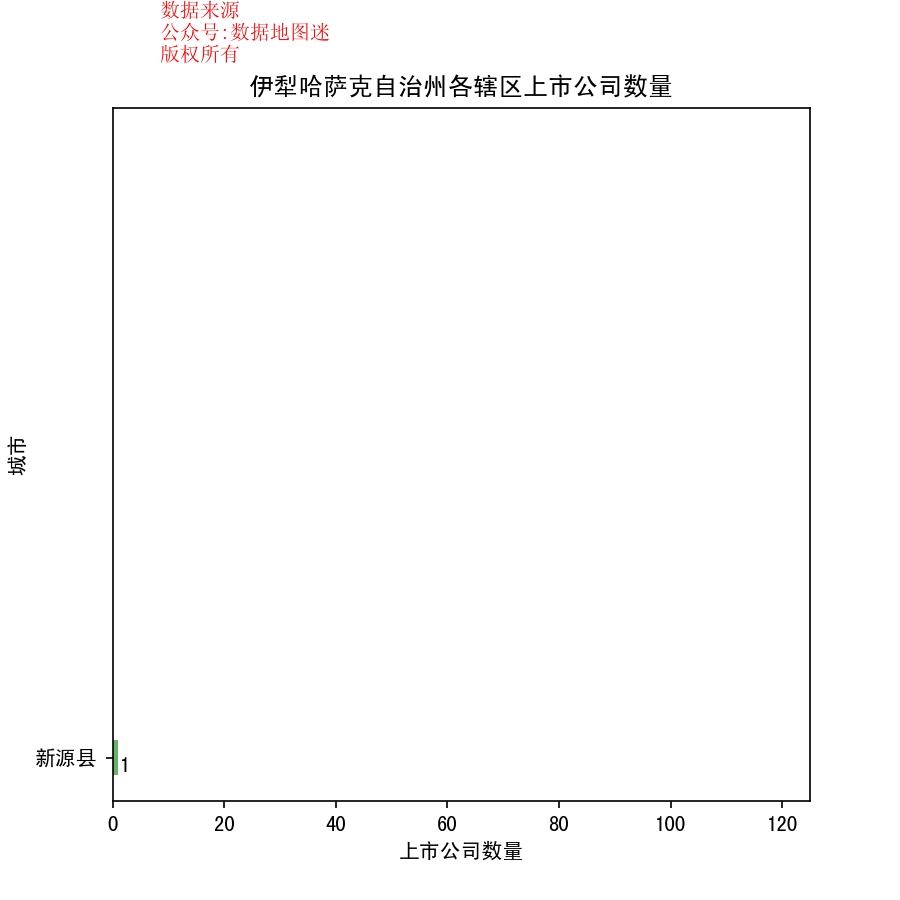 数据来源
公众号:数据地图迷
版权所有
伊犁哈萨克自治州各辖区上市公司数量
城市
新源县
1
0 20 40 60 80 100 120
上市公司数量